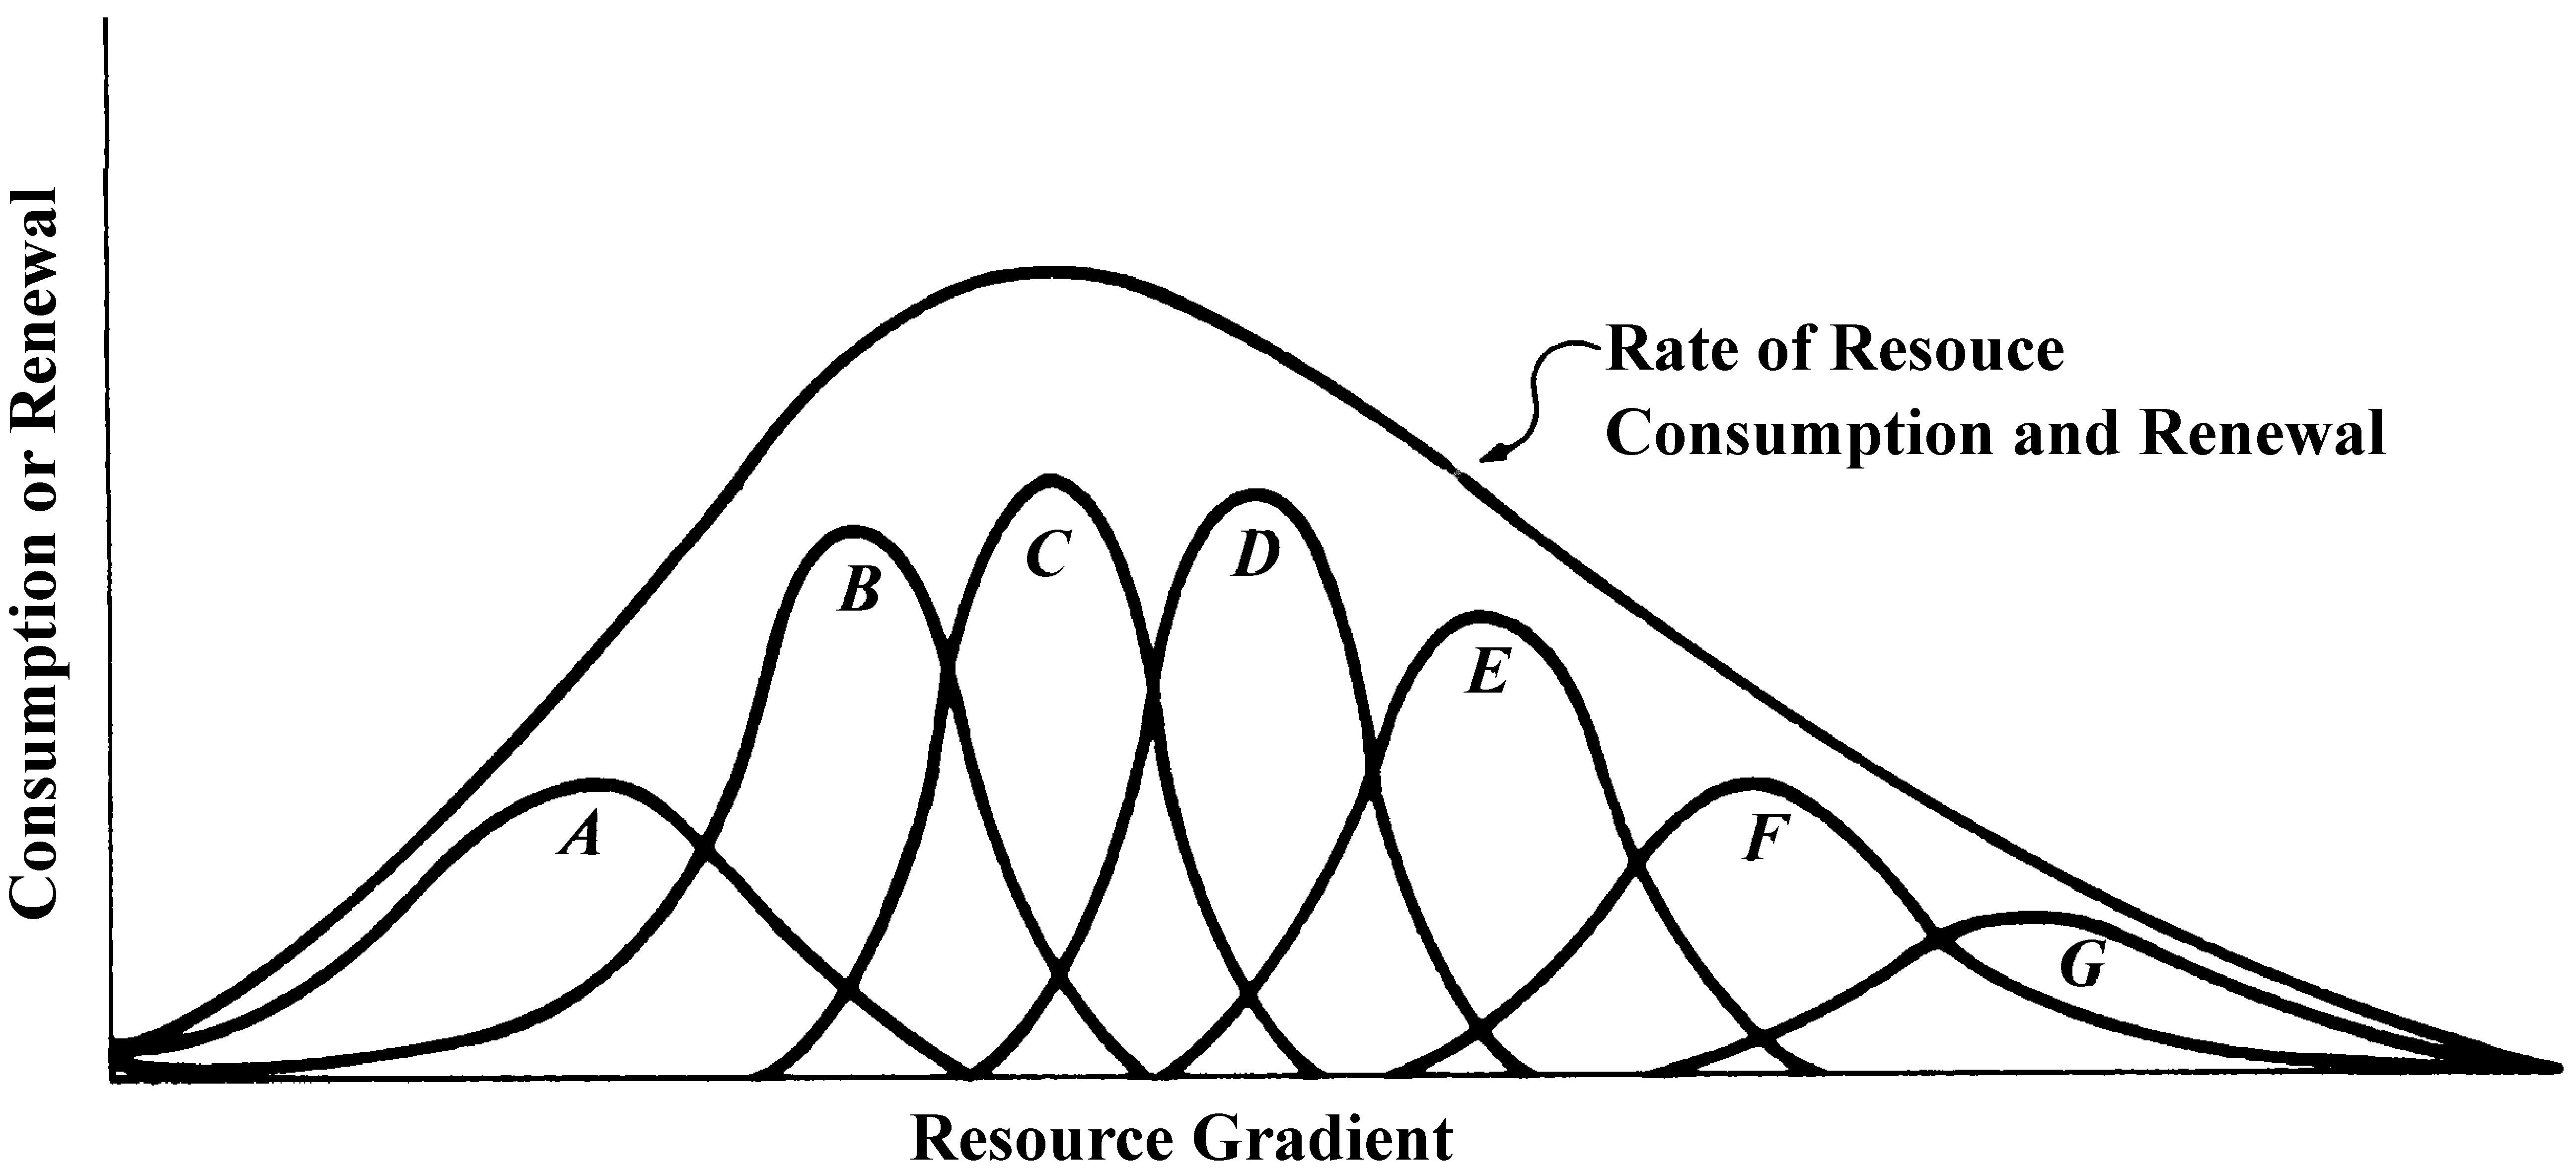 Consumption or Renewal
Rate of Resouce
Consumption and Renewal
A
B
C
D
E
F
G
Resource Gradient